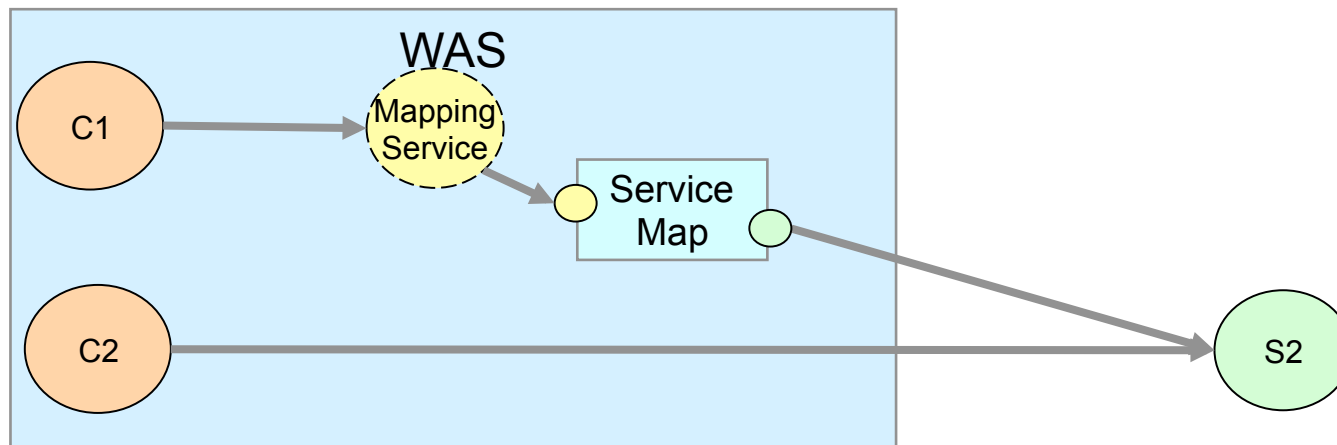 WAS
C1
Mapping
Service
Service
Map
C2
S2